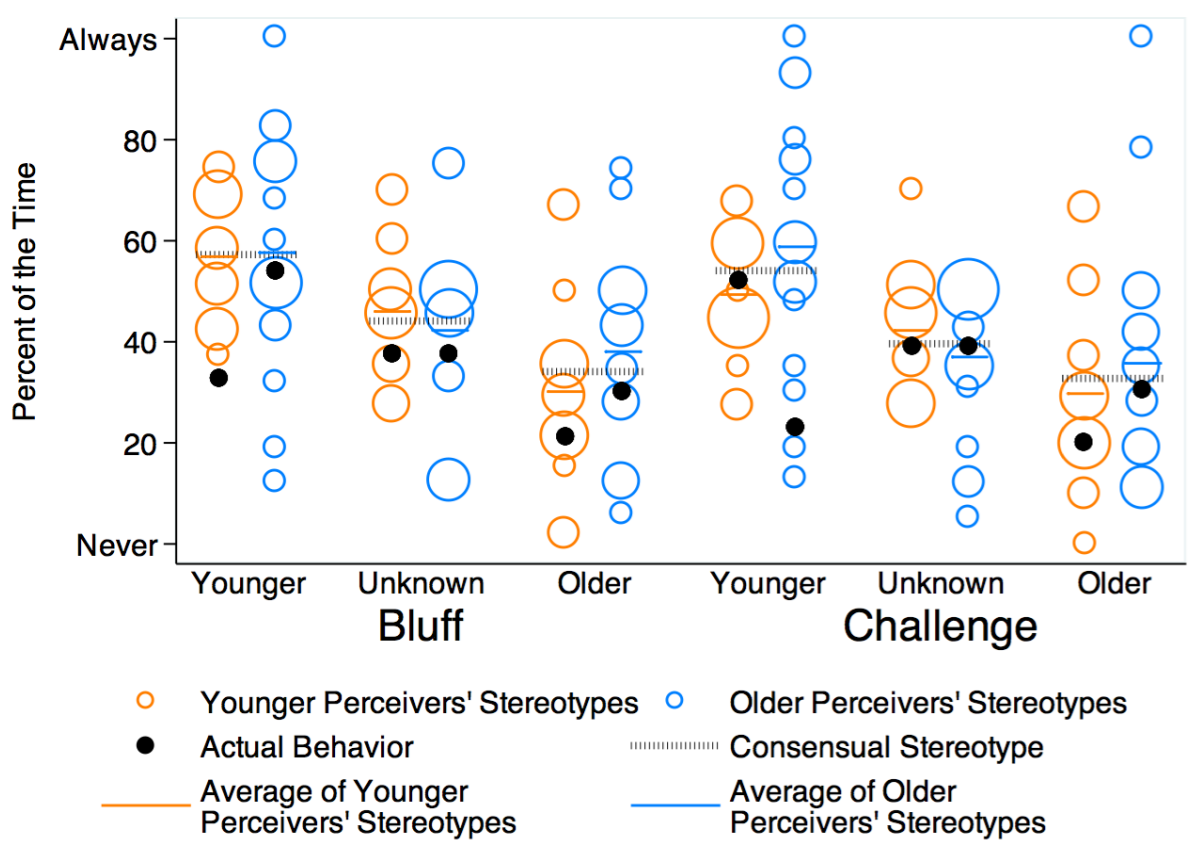 Always
80
60
40
20
Never
Percent of the Time
Younger Unknown Older Younger Unknown Older
Bluff Challenge
Younger Perceivers' Stereotypes Older Perceivers' Stereotypes
Actual Behavior Consensual Stereotype
Average of Younger Average of Older
Perceivers' Stereotypes Perceivers' Stereotypes